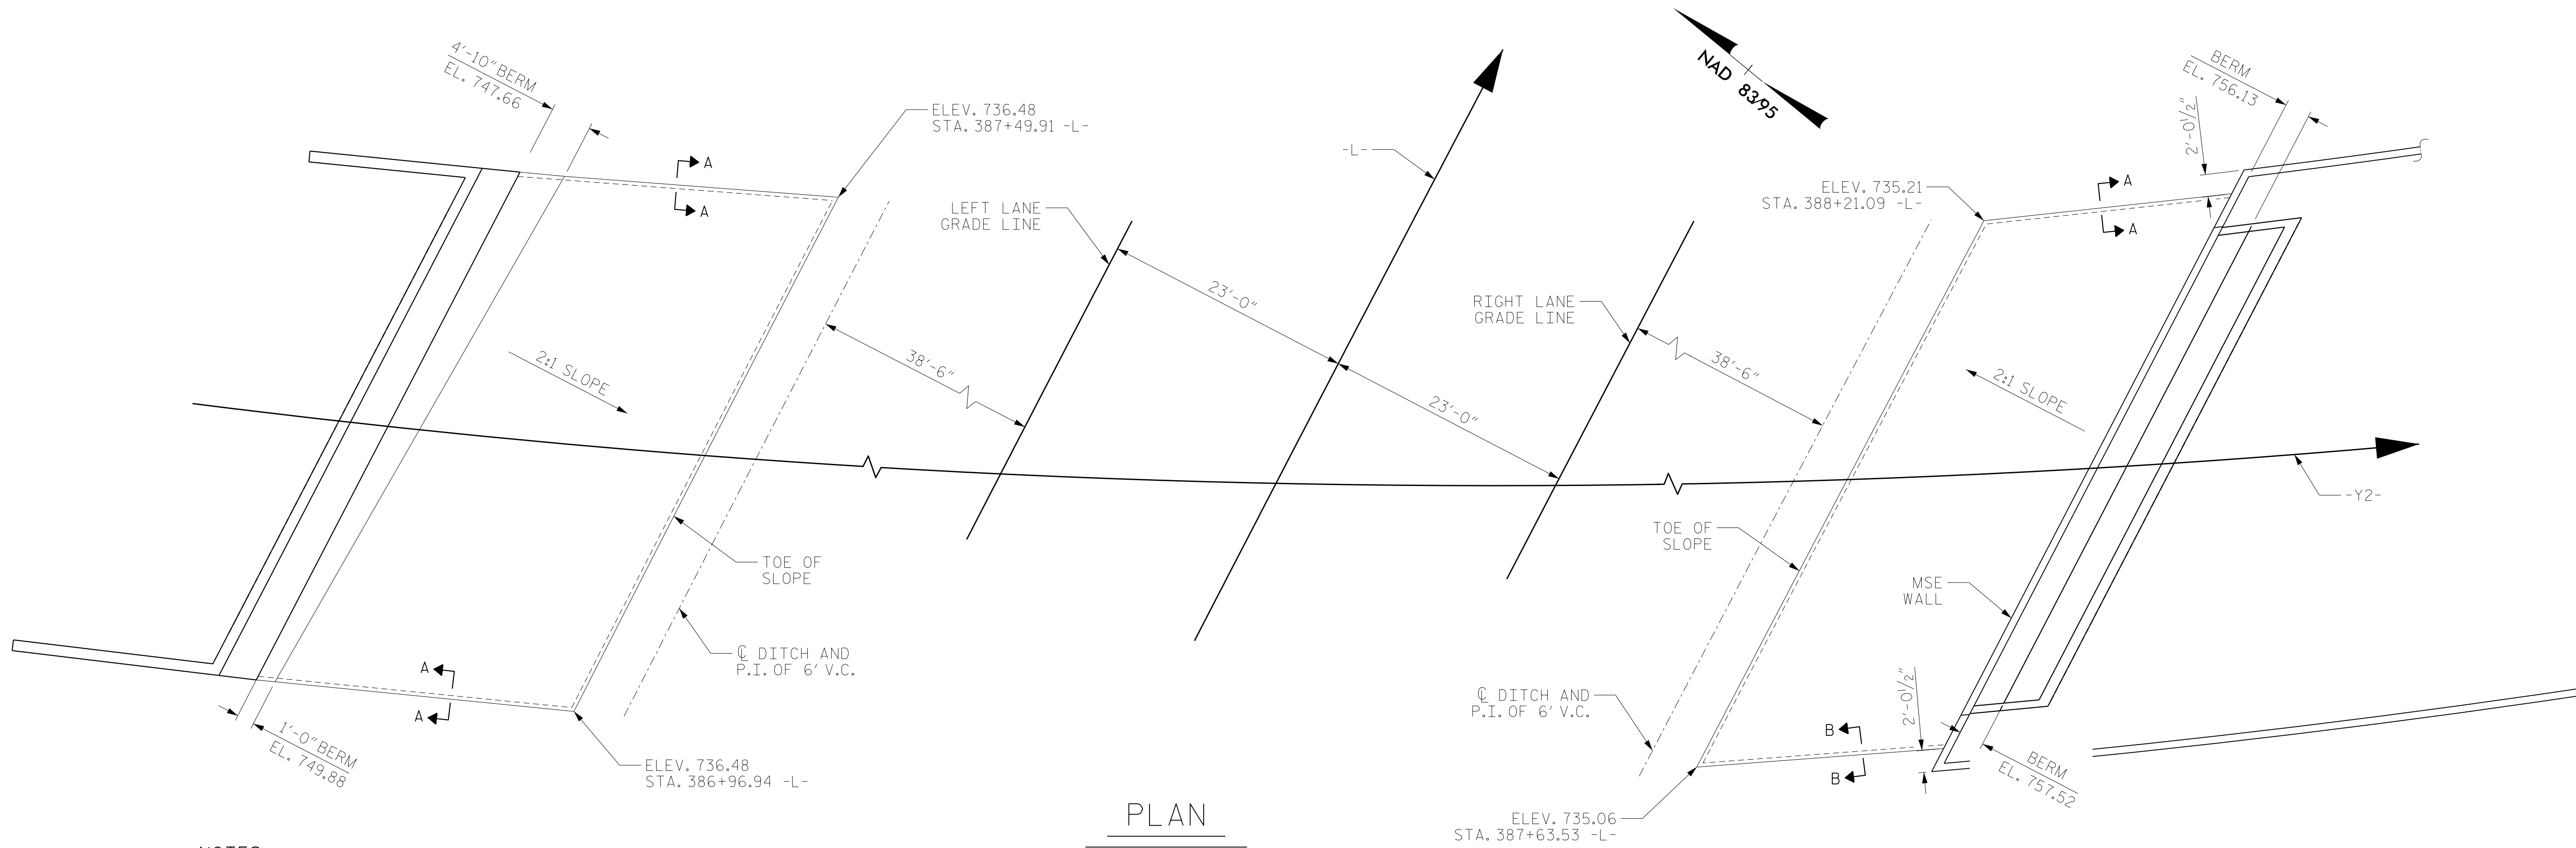 4'-10" BERM
EL. 747.66
ELEV. 736.48
STA. 387+49.91 -L-
A
A
LEFT LANE
GRADE LINE
-L-
NAD 83/95
BERM
EL. 756.13
2'-0 1/2"
ELEV. 735.21
STA. 388+21.09 -L-
A
A
23'-0"
RIGHT LANE
GRADE LINE
38'-6"
38'-6"
2:1 SLOPE
2:1 SLOPE
23'-0"
-Y2-
TOE OF
SLOPE
TOE OF
SLOPE
MSE
WALL
℄ DITCH AND
P.I. OF 6' V.C.
A
A
℄ DITCH AND
P.I. OF 6' V.C.
2'-0 1/2"
B
B
1'-0" BERM
EL. 749.88
ELEV. 736.48
STA. 386+96.94 -L-
BERM
EL. 757.52
PLAN
ELEV. 735.06
STA. 387+63.53 -L-